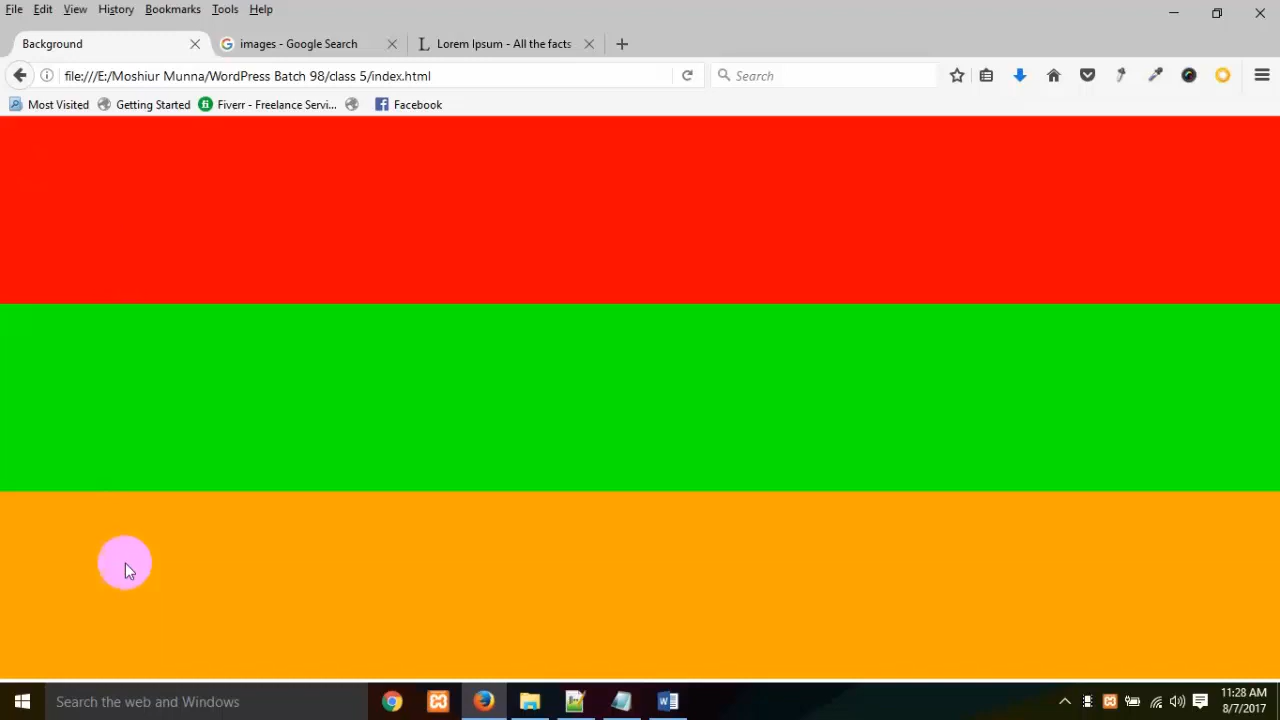 File Edit View History Bookmarks Tools Help
Background
images - Google Search
Lorem Ipsum - All the facts
file:///E:/Moshiur Munna/WordPress Batch 98/class 5/index.html
Search
Most Visited
Getting Started
Fiverr - Freelance Servi...
Facebook
Search the web and Windows
11:28 AM
8/7/2017